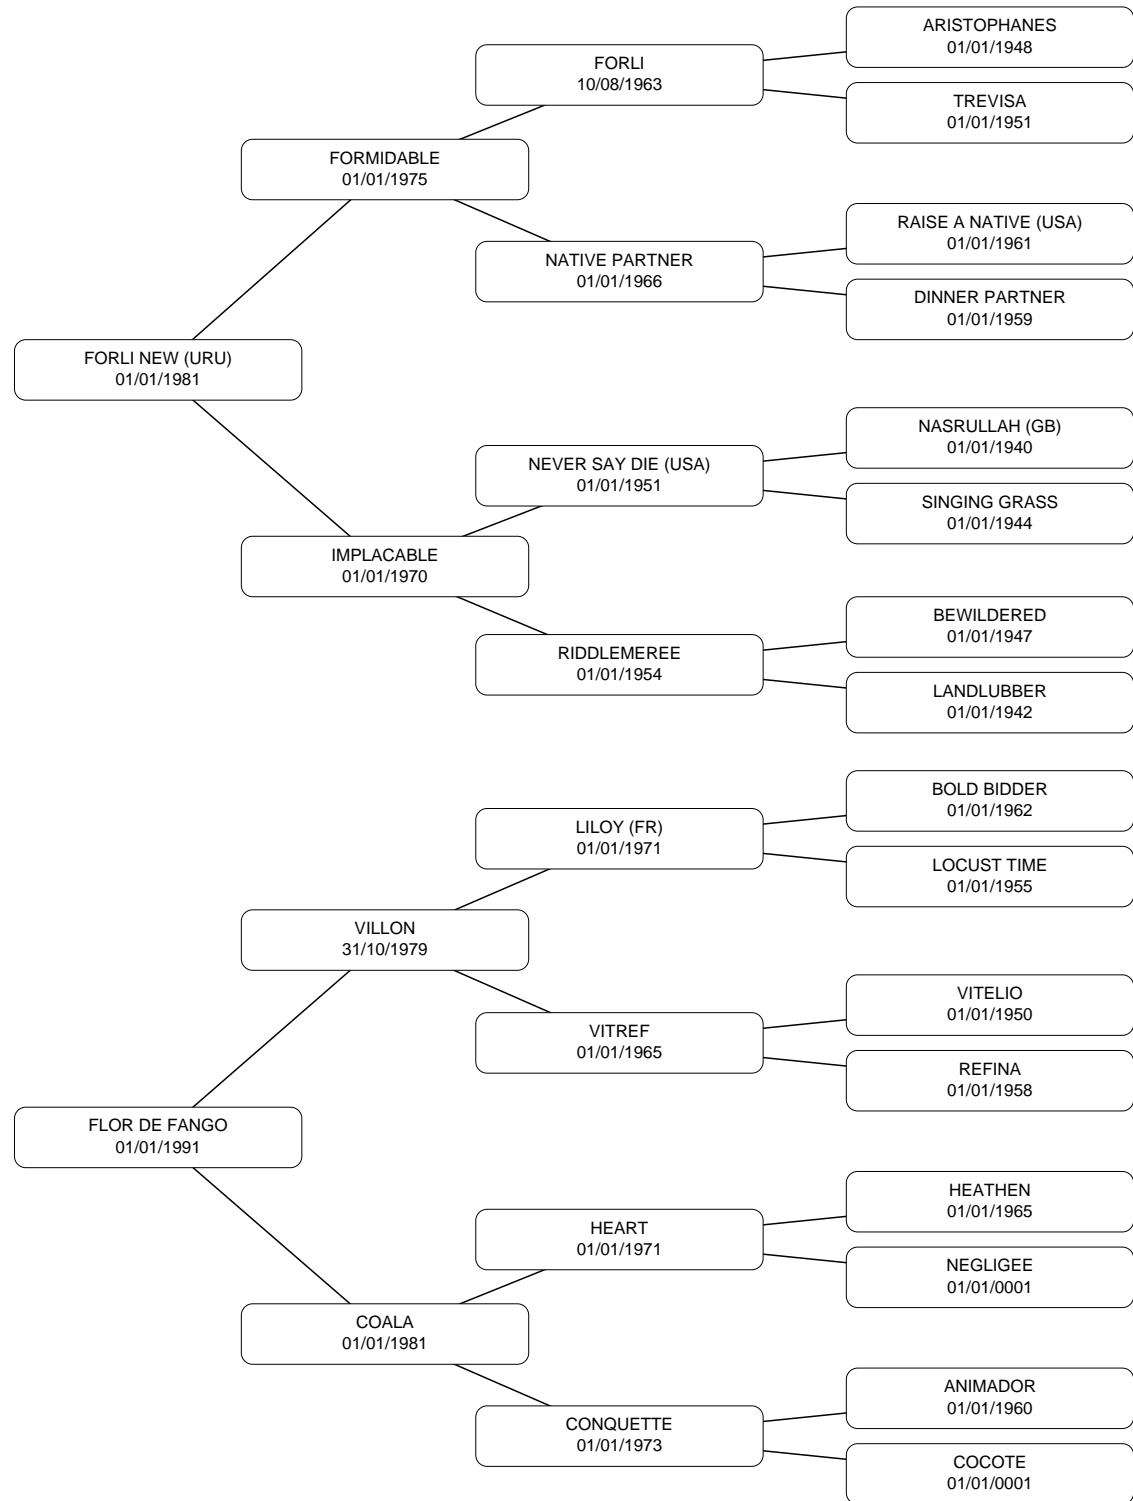 ARISTOPHANES
01/01/1948
FORLI
10/08/1963
TREVISA
01/01/1951
FORMIDABLE
01/01/1975
RAISE A NATIVE (USA)
01/01/1961
NATIVE PARTNER
01/01/1966
DINNER PARTNER
01/01/1959
FORLI NEW (URU)
01/01/1981
NASRULLAH (GB)
01/01/1940
NEVER SAY DIE (USA)
01/01/1951
SINGING GRASS
01/01/1944
IMPLACABLE
01/01/1970
BEWILDERED
01/01/1947
RIDDLEMEREE
01/01/1954
LANDLUBBER
01/01/1942
BOLD BIDDER
01/01/1962
LILOY (FR)
01/01/1971
LOCUST TIME
01/01/1955
VILLON
31/10/1979
VITELIO
01/01/1950
VITREF
01/01/1965
REFINA
01/01/1958
FLOR DE FANGO
01/01/1991
HEATHEN
01/01/1965
HEART
01/01/1971
NEGLIGEE
01/01/0001
COALA
01/01/1981
ANIMADOR
01/01/1960
CONQUETTE
01/01/1973
COCOTE
01/01/0001